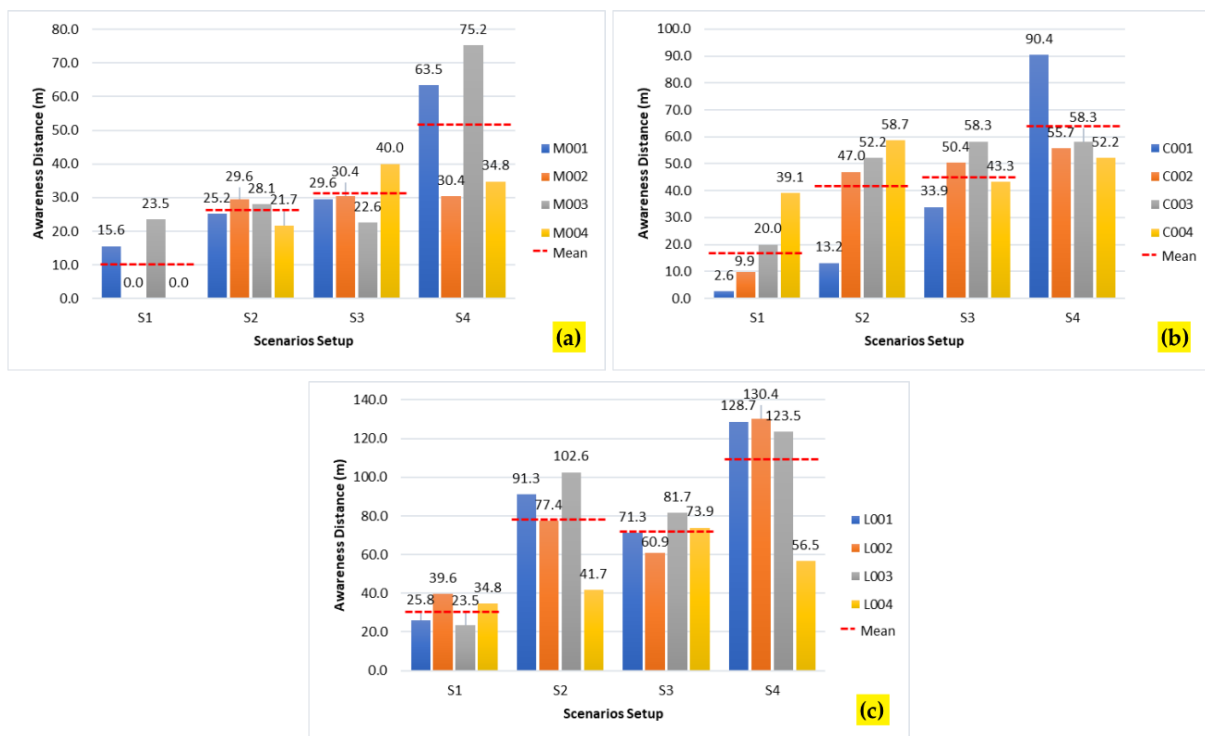 80.0
70.0
60.0
50.0
40.0
30.0
20.0
10.0
0.0
Awareness Distance (m)
15.6
0.0
23.5
0.0
25.2
29.6
28.1
21.7
29.6
30.4
22.6
40.0
63.5
30.4
75.2
34.8
S1 S2 S3 S4
Scenarios Setup
M001
M002
M003
M004
Mean
(a)
100.0
90.0
80.0
70.0
60.0
50.0
40.0
30.0
20.0
10.0
0.0
Awareness Distance (m)
2.6
9.9
20.0
39.1
13.2
47.0
52.2
58.7
33.9
50.4
58.3
43.3
90.4
55.7
58.3
52.2
S1 S2 S3 S4
Scenarios Setup
C001
C002
C003
C004
Mean
(b)
140.0
120.0
100.0
80.0
60.0
40.0
20.0
0.0
Awareness Distance (m)
25.8
39.6
23.5
34.8
91.3
77.4
102.6
41.7
71.3
60.9
81.7
73.9
128.7
130.4
123.5
56.5
S1 S2 S3 S4
Scenarios Setup
L001
L002
L003
L004
Mean
(c)